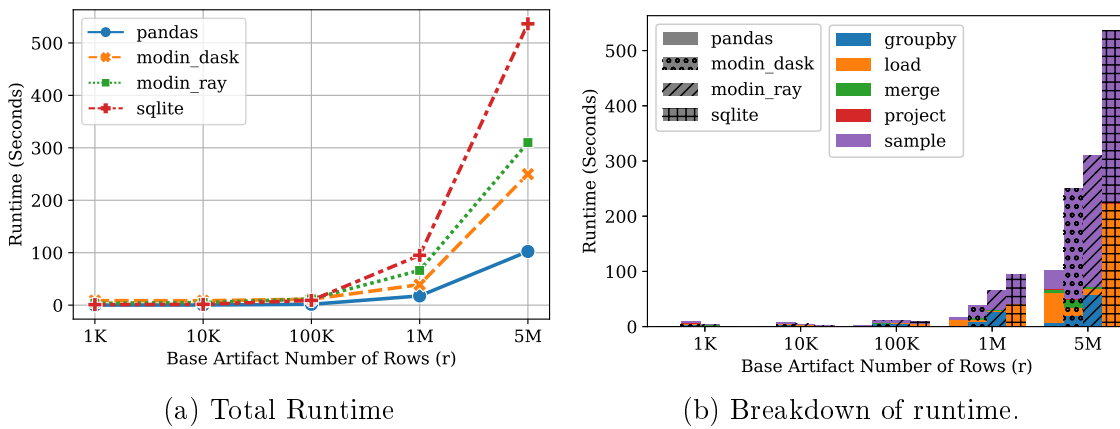 500
400
300
200
100
0
Runtime (Seconds)
pandas
modin_dask
modin_ray
sqlite
1K 10K 100K 1M 5M
Base Artifact Number of Rows (r)
(a) Total Runtime
500
400
300
200
100
0
Runtime (Seconds)
pandas
modin_dask
modin_ray
sqlite
groupby
load
merge
project
sample
1K 10K 100K 1M 5M
Base Artifact Number of Rows (r)
(b) Breakdown of runtime.